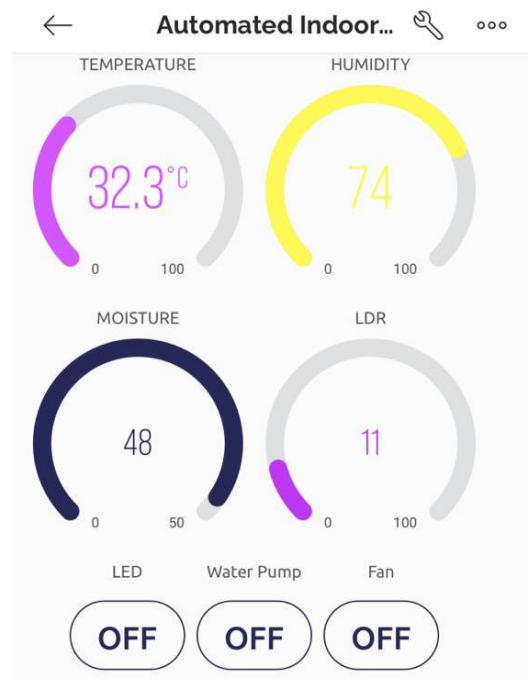 Automated Indoor...
TEMPERATURE HUMIDITY
32.3°C 74
0 100 0 100
MOISTURE LDR
48 11
0 50 0 100
LED Water Pump Fan
OFF OFF OFF